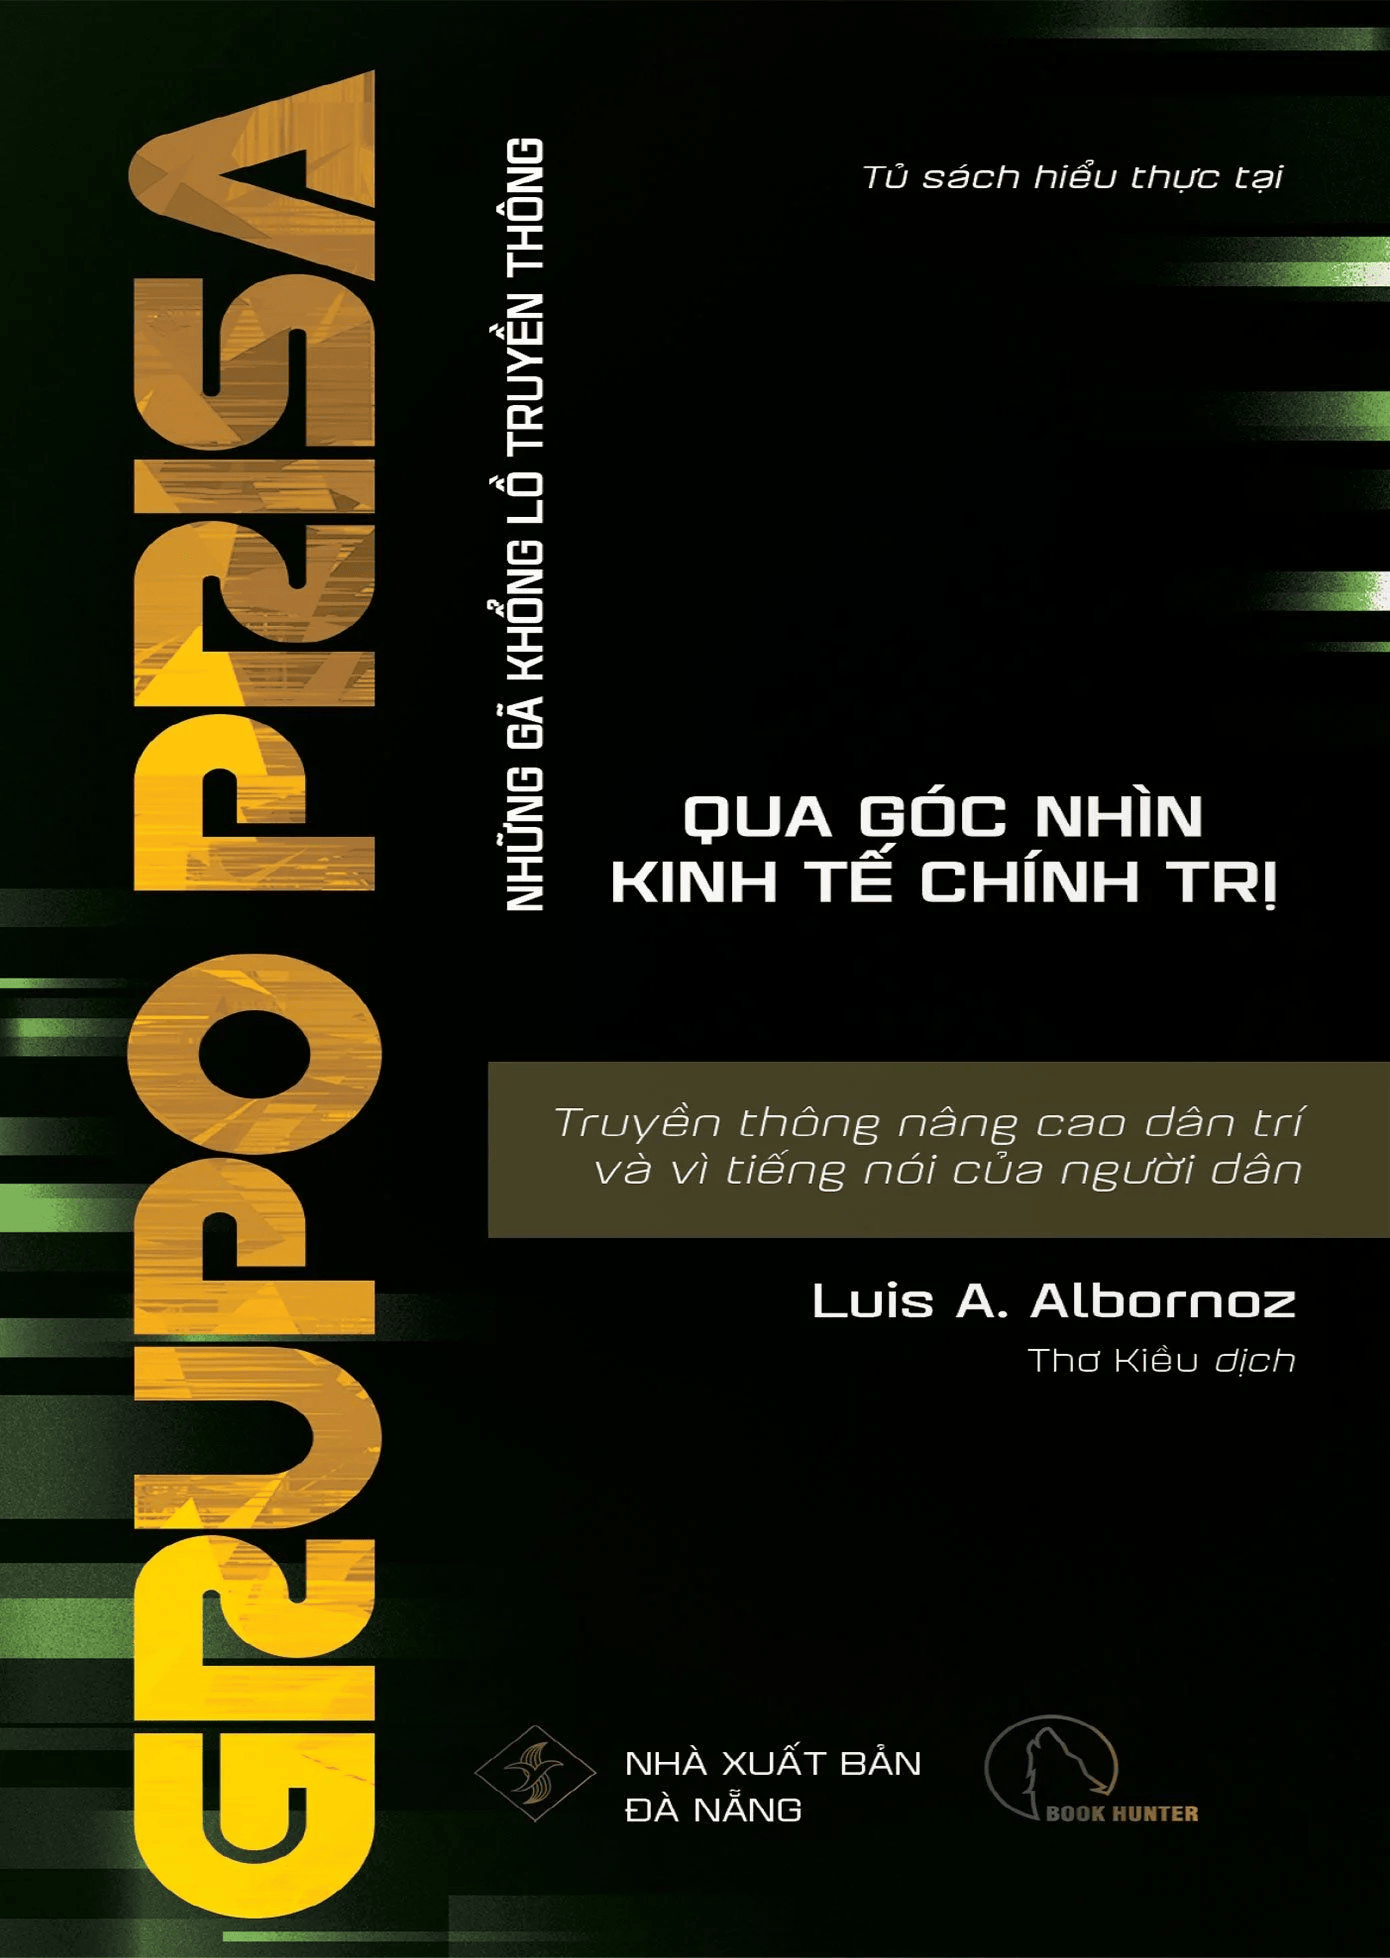 GRUPO PRISA
NHỮNG GÃ KHỔNG LỒ TRUYỀN THÔNG
Tủ sách hiểu thực tại
QUA GÓC NHÌN
KINH TẾ CHÍNH TRỊ
Truyền thông nâng cao dân trí
và vì tiếng nói của người dân
Luis A. Albornoz
Thơ Kiều dịch
NHÀ XUẤT BẢN
ĐÀ NẴNG
BOOK HUNTER